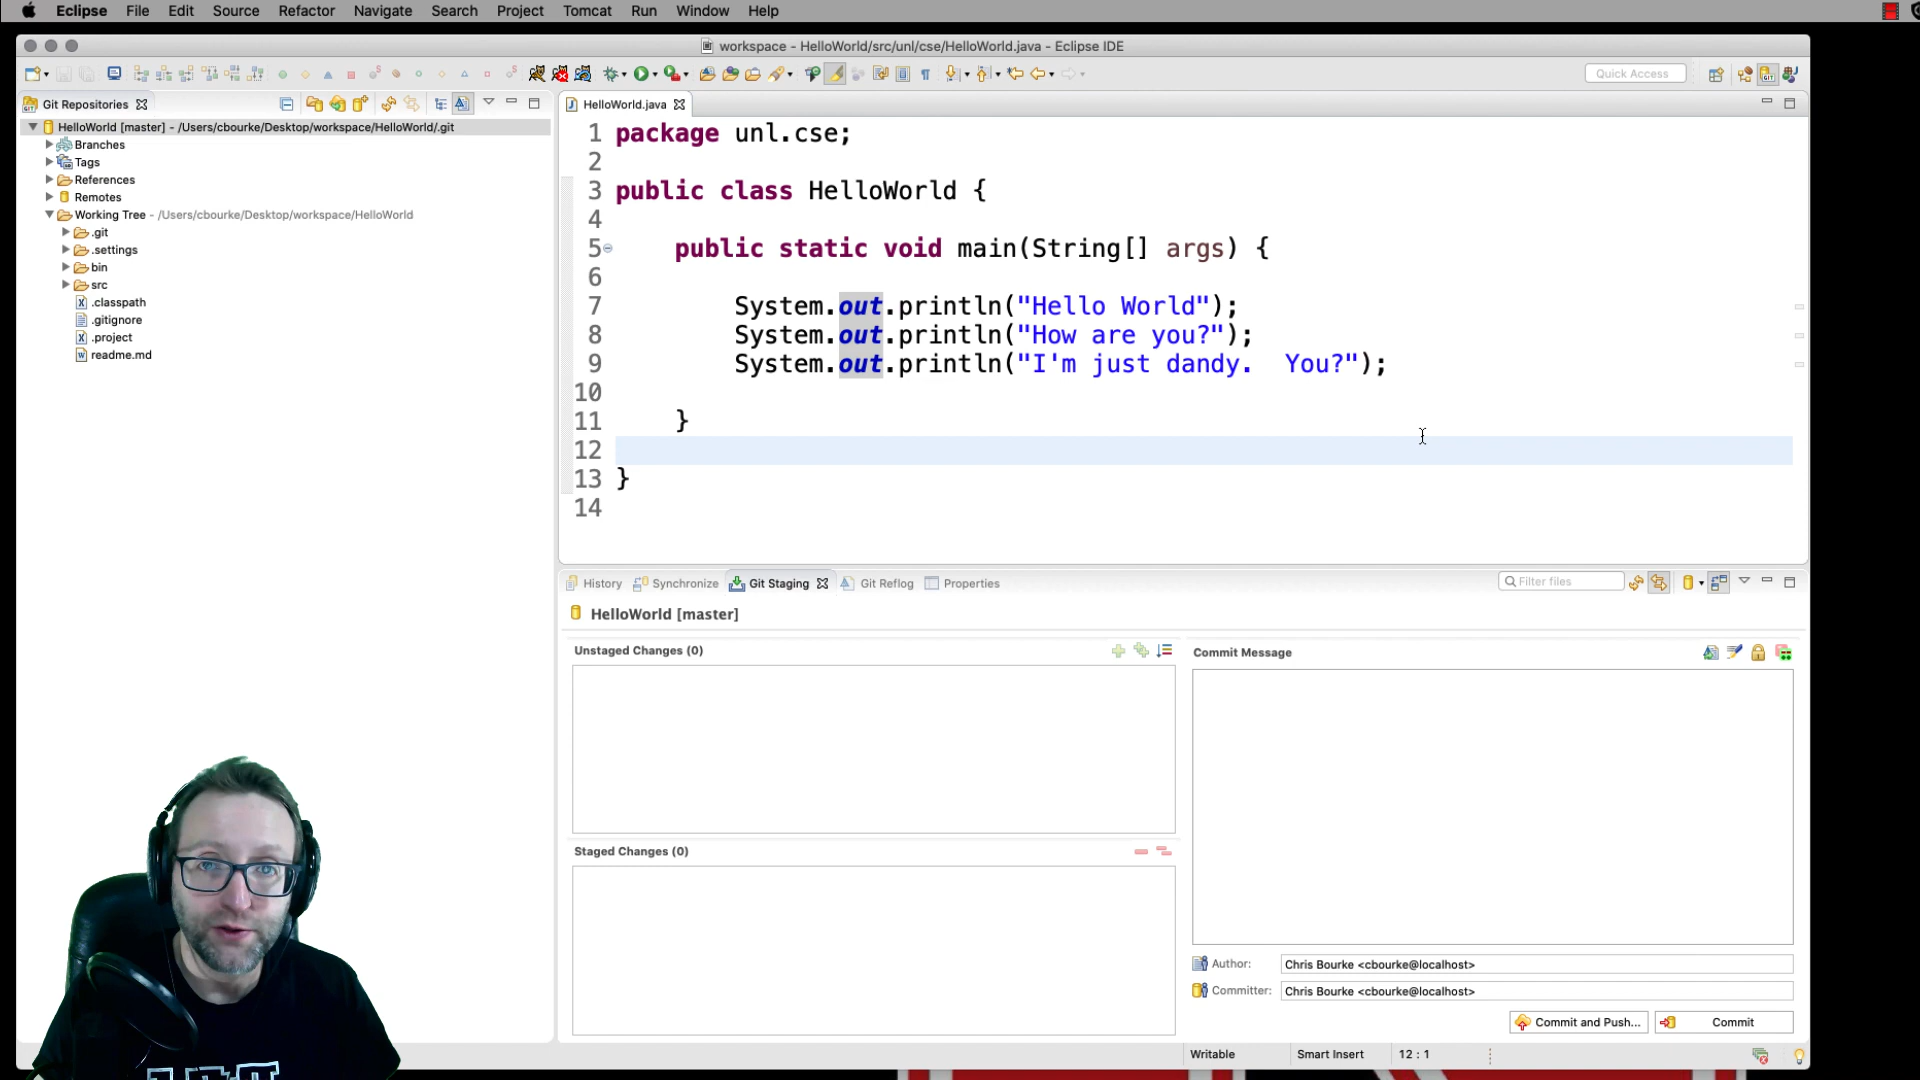 Eclipse File Edit Source Refactor Navigate Search Project Tomcat Run Window Help
workspace - HelloWorld/src/unl/cse/HelloWorld.java - Eclipse IDE
Quick Access
Git Repositories
HelloWorld.java
HelloWorld [master] - /Users/cbourke/Desktop/workspace/HelloWorld/.git
Branches
Tags
References
Remotes
Working Tree - /Users/cbourke/Desktop/workspace/HelloWorld
.git
.settings
bin
src
.classpath
.gitignore
.project
readme.md
1 package unl.cse;
2
3 public class HelloWorld {
4
5 public static void main(String[] args) {
6
7 System.out.println("Hello World");
8 System.out.println("How are you?");
9 System.out.println("I'm just dandy.  You?");
10
11 }
12
13 }
14
History Synchronize Git Staging Git Reflog Properties
Filter files
HelloWorld [master]
Unstaged Changes (0)
Staged Changes (0)
Commit Message
Author: Chris Bourke <cbourke@localhost>
Committer: Chris Bourke <cbourke@localhost>
Commit and Push... Commit
Writable Smart Insert 12 : 1